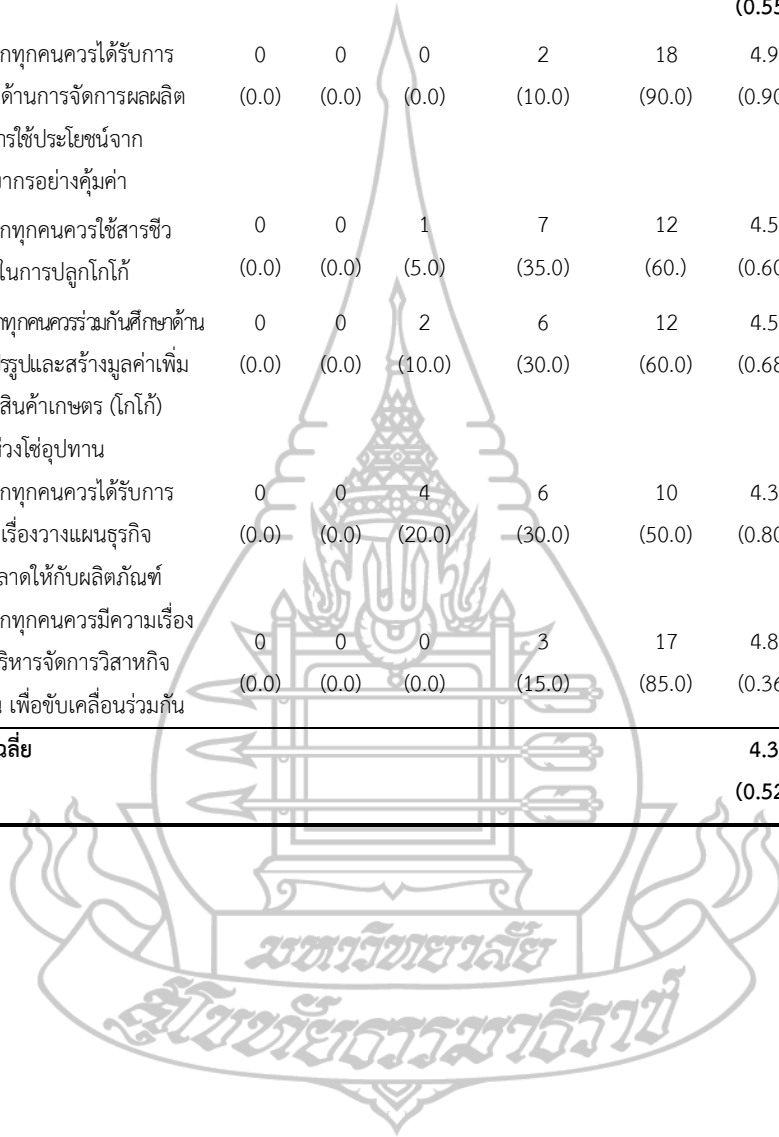 (0.55
กทุกคนควรได้รับการ 0 0 0 2 18 4.9
ด้านการจัดการผลผลิต (0.0) (0.0) (0.0) (10.0) (90.0) (0.90
ารใช้ประโยชน์จาก
ยากรอย่างคุ้มค่า
กทุกคนควรใช้สารชีว 0 0 1 7 12 4.5
ในการปลูกโกโก้ (0.0) (0.0) (5.0) (35.0) (60.) (0.60
กทุกคนควรร่วมกันศึกษาด้าน 0 0 2 6 12 4.5
ปรรูปและสร้างมูลค่าเพิ่ม (0.0) (0.0) (10.0) (30.0) (60.0) (0.68
สินค้าเกษตร (โกโก้)
ห่วงโซ่อุปทาน
กทุกคนควรได้รับการ 0 0 4 6 10 4.3
เรื่องวางแผนธุรกิจ (0.0) (0.0) (20.0) (30.0) (50.0) (0.80
ลาดให้กับผลิตภัณฑ์
กทุกคนควรมีความเรื่อง 0 0 0 3 17 4.8
ริหารจัดการวิสาหกิจ (0.0) (0.0) (0.0) (15.0) (85.0) (0.36
น เพื่อขับเคลื่อนร่วมกัน
ฉลี่ย 4.3
(0.52
มหาวิทยาลัย
สุโขทัยธรรมาธิราช